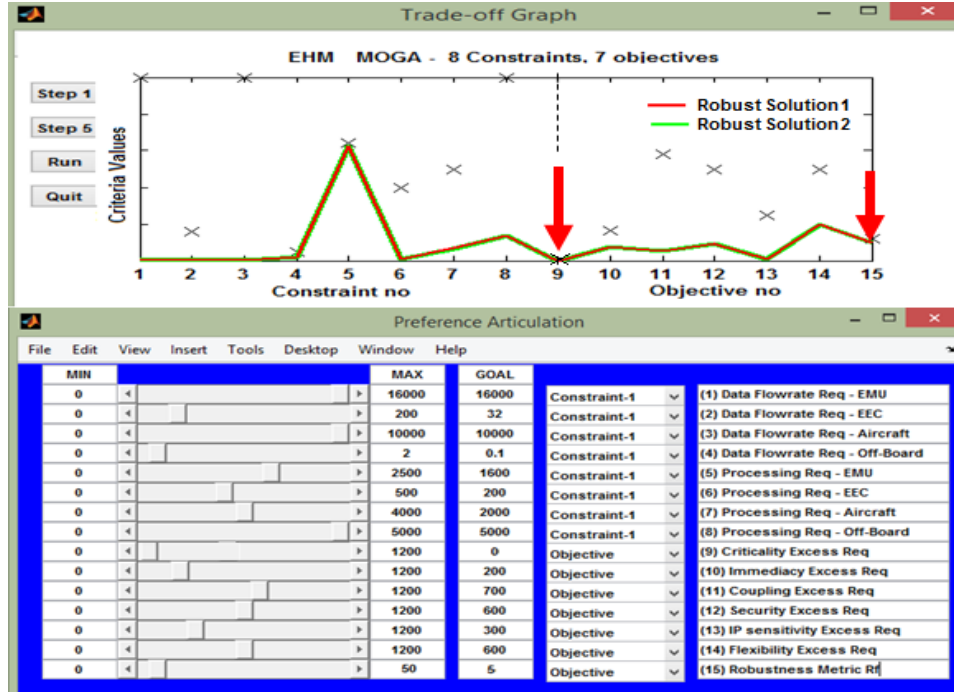 Trade-off Graph
EHM MOGA - 8 Constraints, 7 objectives
Step 1
Step 5
Run
Quit
Criteria Values
Robust Solution 1
Robust Solution 2
1 2 3 4 5 6 7 8 9 10 11 12 13 14 15
Constraint no Objective no
Preference Articulation
File Edit View Insert Tools Desktop Window Help
MIN MAX GOAL
0 16000 16000 Constraint-1 (1) Data Flowrate Req - EMU
0 200 32 Constraint-1 (2) Data Flowrate Req - EEC
0 10000 10000 Constraint-1 (3) Data Flowrate Req - Aircraft
0 2 0.1 Constraint-1 (4) Data Flowrate Req - Off-Board
0 2500 1600 Constraint-1 (5) Processing Req - EMU
0 500 200 Constraint-1 (6) Processing Req - EEC
0 4000 2000 Constraint-1 (7) Processing Req - Aircraft
0 5000 5000 Constraint-1 (8) Processing Req - Off-Board
0 1200 0 Objective (9) Criticality Excess Req
0 1200 200 Objective (10) Immediacy Excess Req
0 1200 700 Objective (11) Coupling Excess Req
0 1200 600 Objective (12) Security Excess Req
0 1200 300 Objective (13) IP sensitivity Excess Req
0 1200 600 Objective (14) Flexibility Excess Req
0 50 5 Objective (15) Robustness Metric Rf